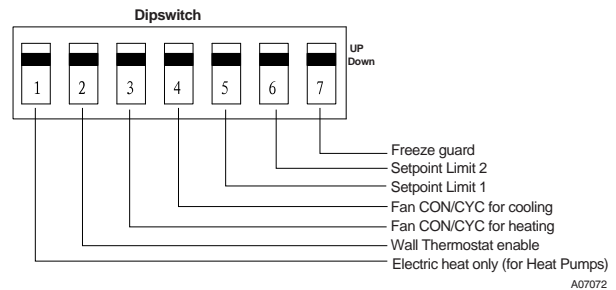 Dipswitch
UP
Down
1 2 3 4 5 6 7
Freeze guard
Setpoint Limit 2
Setpoint Limit 1
Fan CON/CYC for cooling
Fan CON/CYC for heating
Wall Thermostat enable
Electric heat only (for Heat Pumps)
A07072